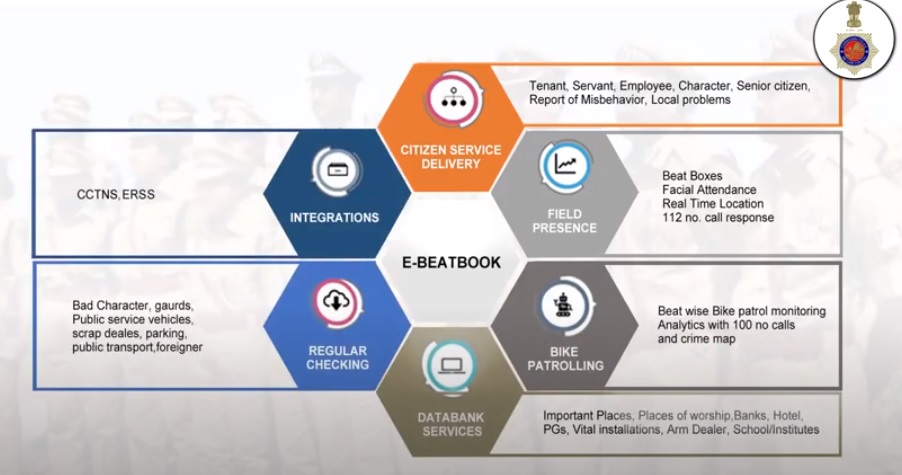 Tenant, Servant, Employee, Character, Senior citizen,
Report of Misbehavior, Local problems
CITIZEN SERVICE
DELIVERY
CCTNS,ERSS
INTEGRATIONS
FIELD
PRESENCE
Beat Boxes
Facial Attendance
Real Time Location
112 no. call response
E-BEATBOOK
Bad Character, gaurds,
Public service vehicles,
scrap deales, parking,
public transport,foreigner
REGULAR
CHECKING
BIKE
PATROLLING
Beat wise Bike patrol monitoring
Analytics with 100 no calls
and crime map
DATABANK
SERVICES
Important Places, Places of worship,Banks, Hotel,
PGs, Vital installations, Arm Dealer, School/Institutes